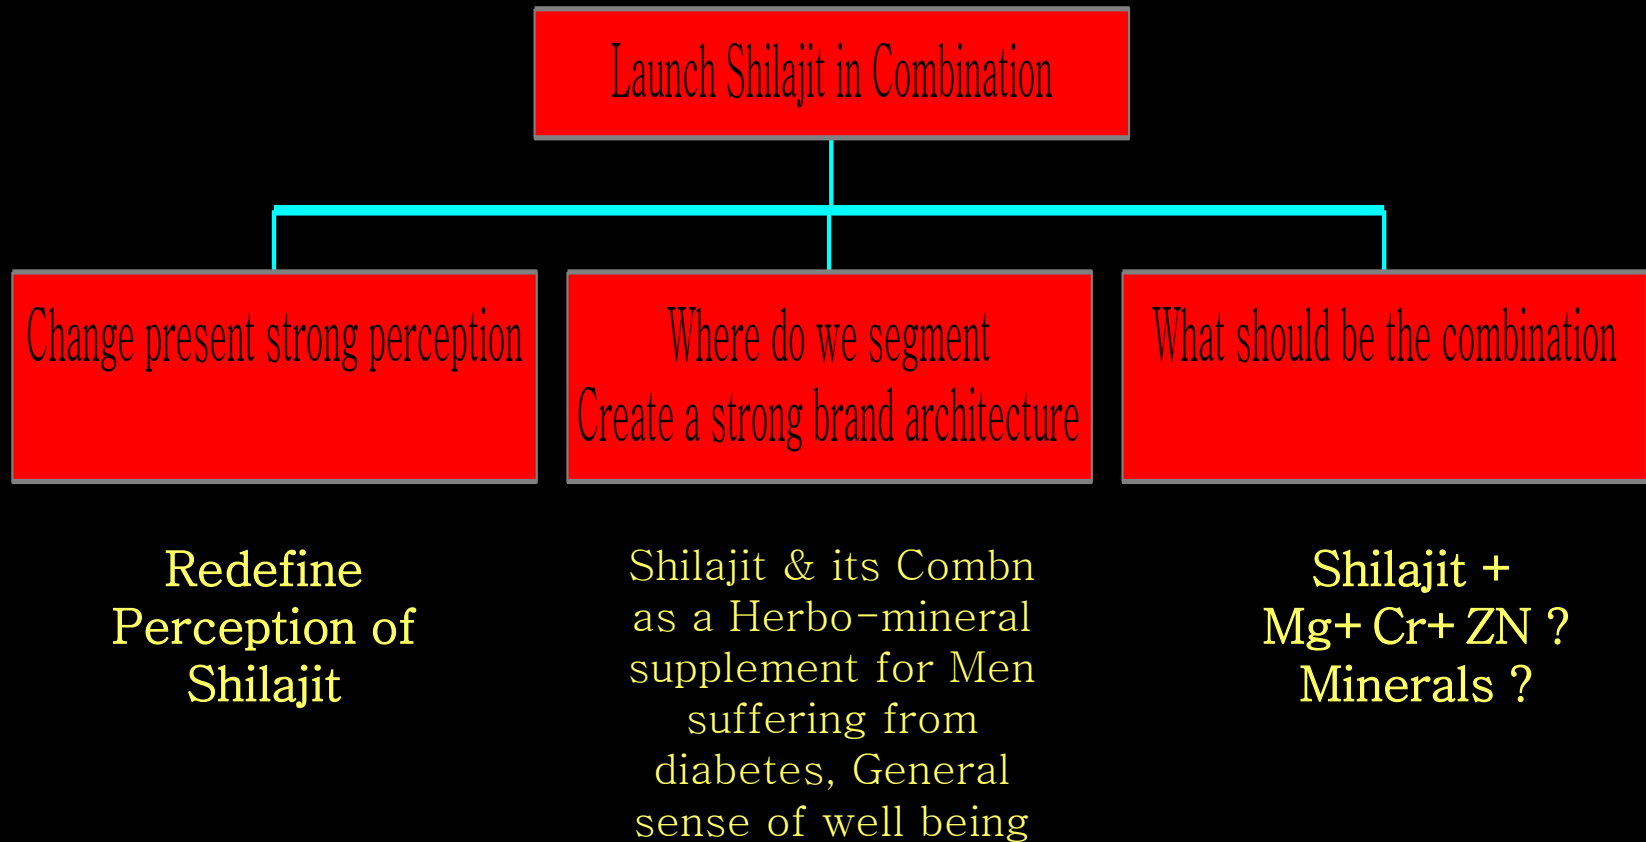 Launch Shilajit in Combination
Change present strong perception
Where do we segment
Create a strong brand architecture
What should be the combination
Redefine
Perception of
Shilajit
Shilajit & its Combn
as a Herbo-mineral
supplement for Men
suffering from
diabetes, General
sense of well being
Shilajit +
Mg+ Cr+ ZN ?
Minerals ?